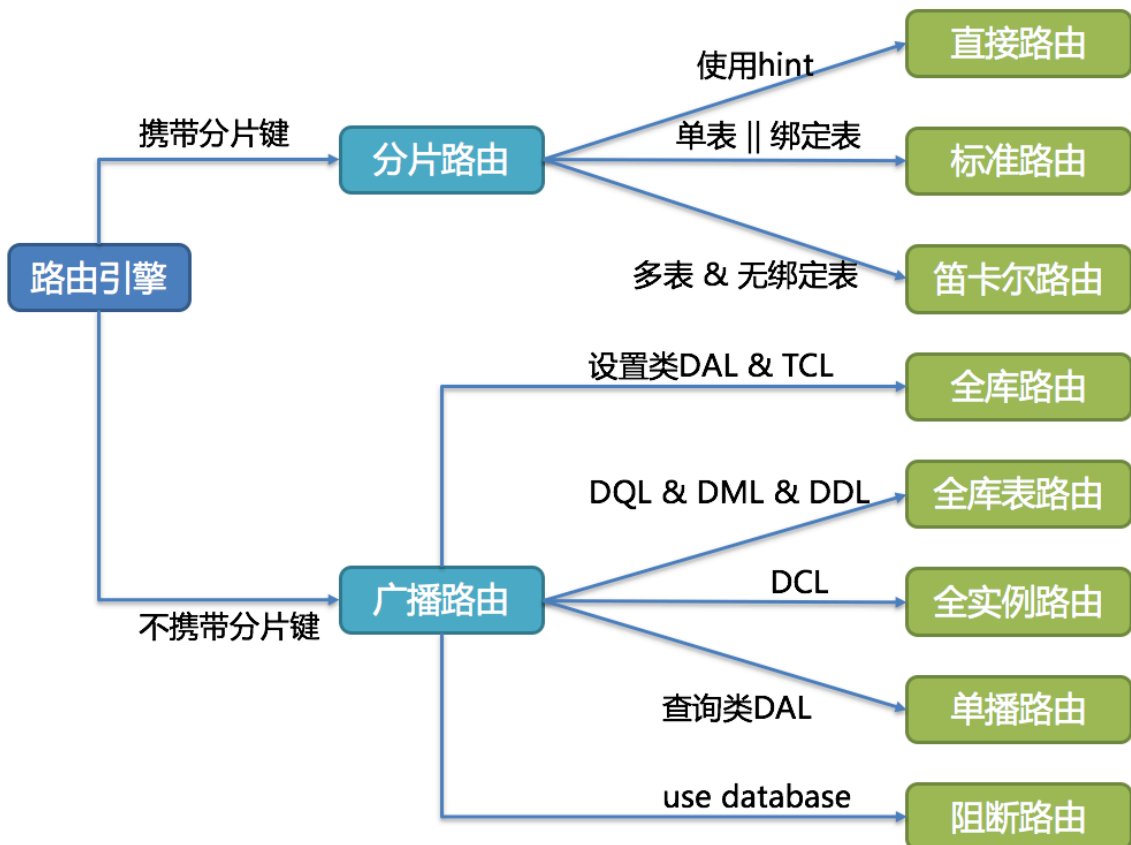 直接路由
使用hint
携带分片键
单表 || 绑定表
分片路由
标准路由
路由引擎
多表 & 无绑定表
笛卡尔路由
设置类DAL & TCL
全库路由
DQL & DML & DDL
全库表路由
DCL
广播路由
全实例路由
不携带分片键
查询类DAL
单播路由
use database
阻断路由